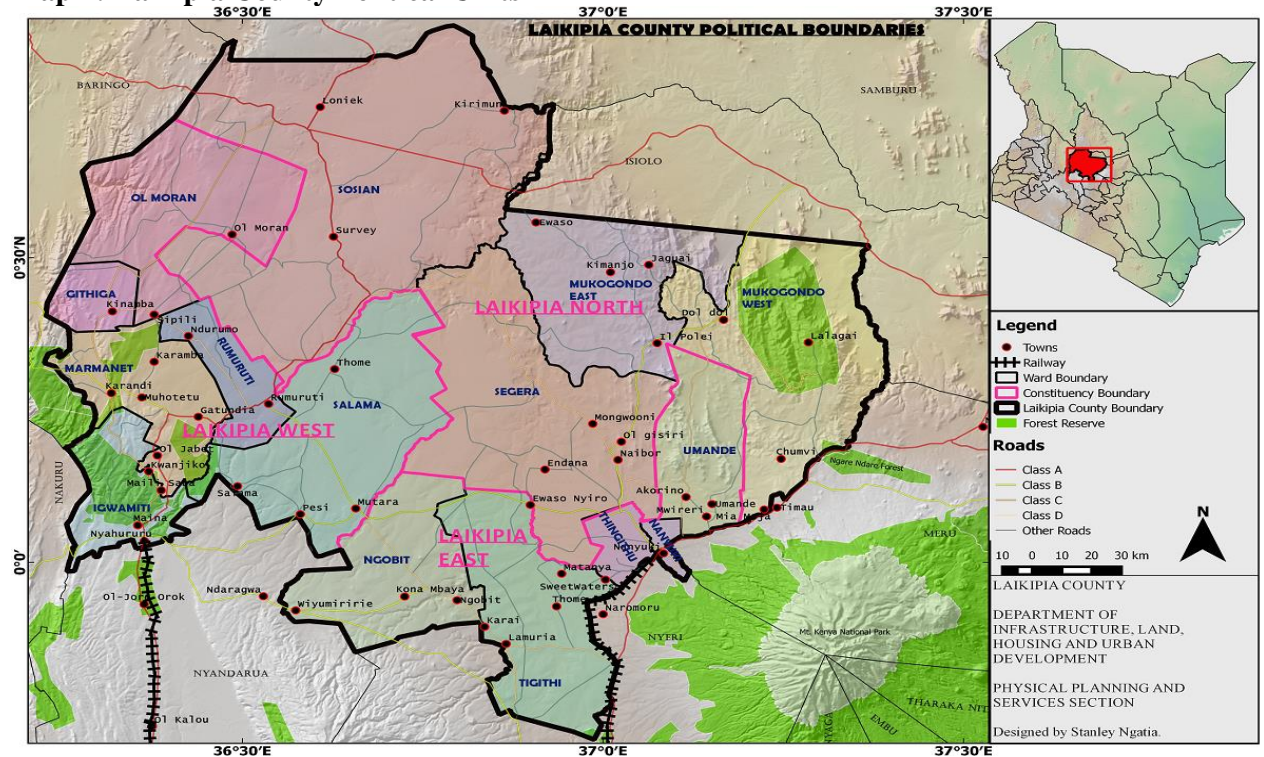 36°30'E
37°0'E
37°30'E
LAIKIPIA COUNTY POLITICAL BOUNDARIES
BARINGO
SAMBURU
Loniek
Kirimun
ISIOLO
OL MORAN
SOSIAN
Ol Moran
Survey
Ewaso
0°30'N
Kimanjo
Jaguai
MUKOGONDO
EAST
MUKOGONDO
WEST
GITHIGA
Kinamba
LAIKIPIA NORTH
Sipili
Dol dol
Ndurumo
Il Polei
Lalagai
RUMURUTI
Karamba
Thome
MARMANET
Karandi
Muhotetu
SEGERA
Rumuruti
SALAMA
Gatundia
Mongwooni
LAIKIPIA WEST
Ol gisiri
Ol Jabet
Naibor
UMANDE
Chumvi
Kwanjiko
Endana
Ngare Ndare Forest
NAKURU
Salama
Akorino
Mutara
Ewaso Nyiro
Umande
Timau
IGWAMITI
Pesi
Mwireri
Mia Moja
Maina
THINGITHU
NANYUKI
Nyahururu
LAIKIPIA
EAST
MERU
Nanyuki
0°0'
NGOBIT
Matanya
SweetWaters
Ndaragwa
Kona Mbaya
Ngobit
Thome
Ol-Joro Orok
Wiyumiririe
Naromoru
Karai
Mt. Kenya National Park
Lamuria
NYERI
NYANDARUA
TIGITHI
THARAKA NIT
EMBU
Ol Kalou
36°30'E
37°0'E
37°30'E
Legend
Towns
Railway
Ward Boundary
Constituency Boundary
Laikipia County Boundary
Forest Reserve
Roads
Class A
Class B
Class C
Class D
Other Roads
N
10 0 10 20 30 km
LAIKIPIA COUNTY
DEPARTMENT OF
INFRASTRUCTURE, LAND,
HOUSING AND URBAN
DEVELOPMENT
PHYSICAL PLANNING AND
SERVICES SECTION
Designed by Stanley Ngatia.